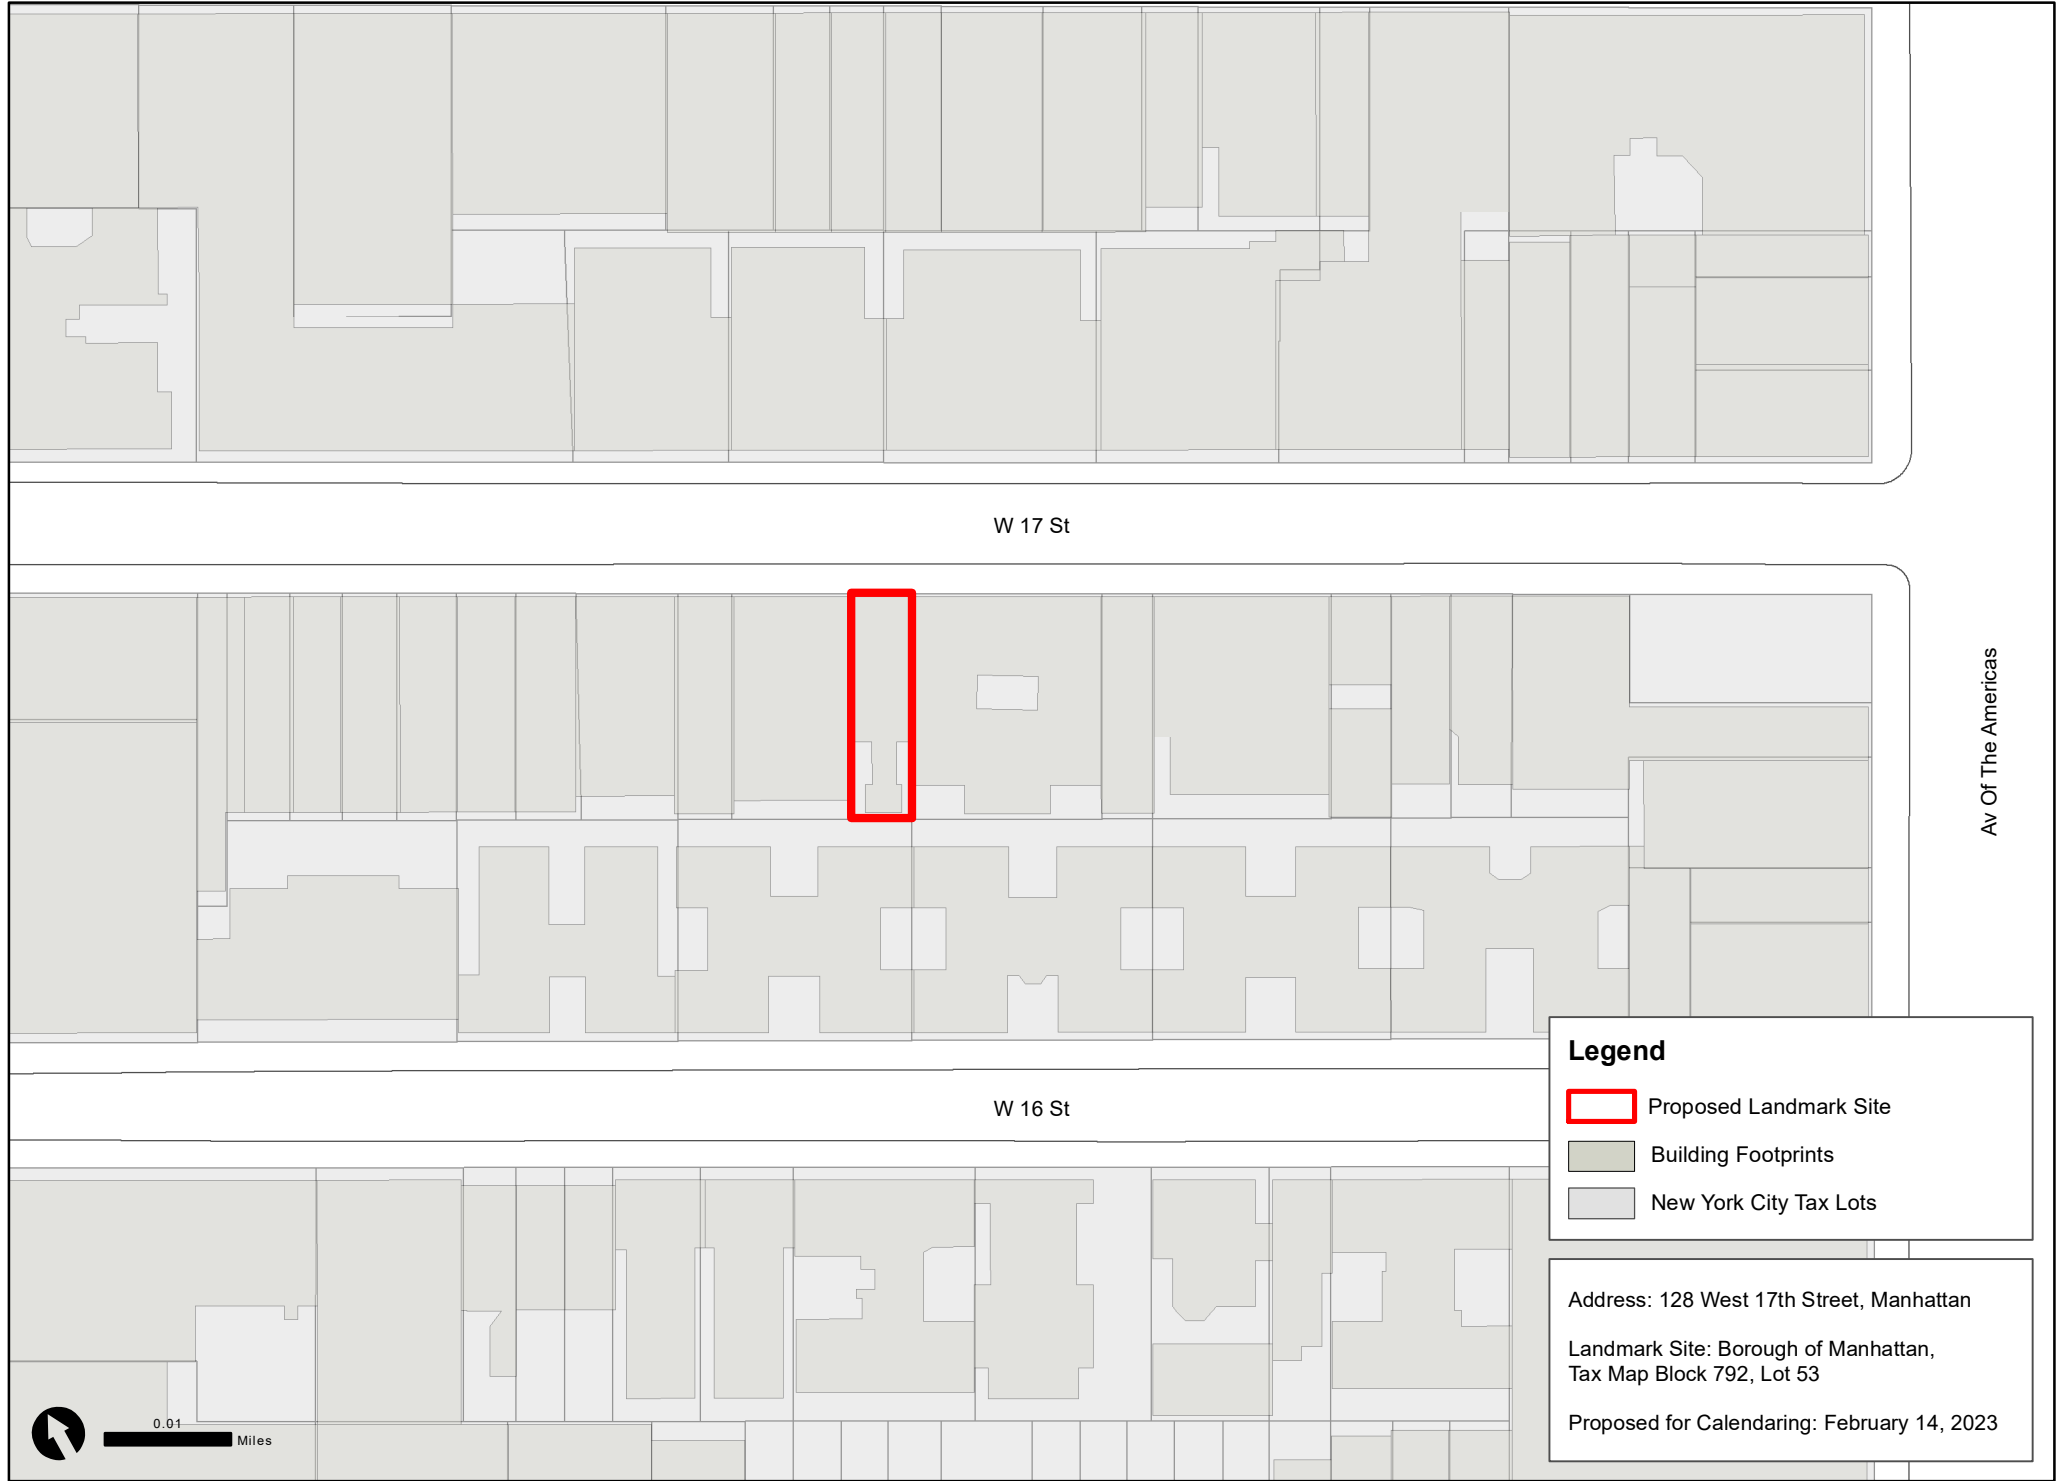 W 17 St
Av Of The Americas
W 16 St
Legend
Proposed Landmark Site
Building Footprints
New York City Tax Lots
Address: 128 West 17th Street, Manhattan
Landmark Site: Borough of Manhattan,
Tax Map Block 792, Lot 53
Proposed for Calendaring: February 14, 2023
0.01
Miles